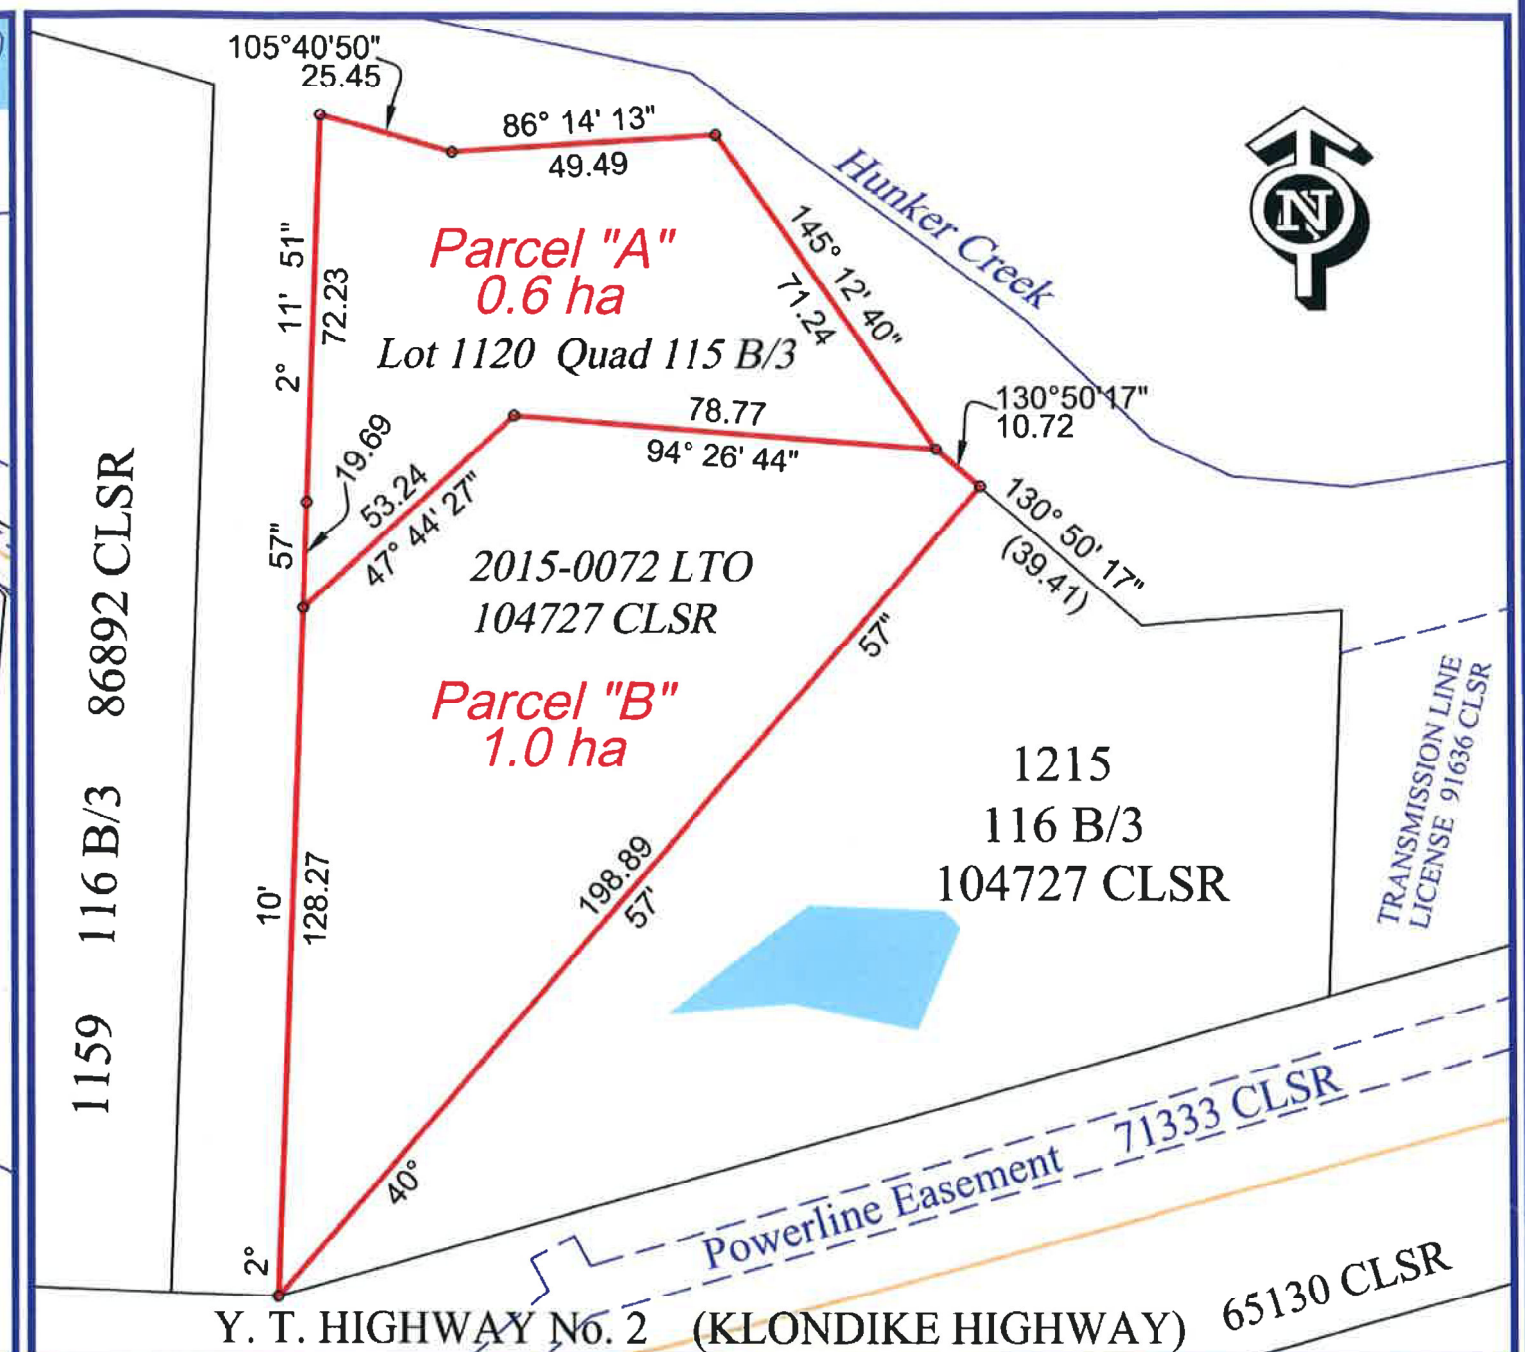 105°40'50"
25.45
86° 14' 13"
49.49
N
Hunker Creek
145° 12' 40"
71.24
Parcel "A"
0.6 ha
2° 11' 51"
72.23
Lot 1120 Quad 115 B/3
78.77
94° 26' 44"
130°50'17"
10.72
19.69
53.24
47° 44' 27"
130° 50' 17"
(39.41)
2015-0072 LTO
104727 CLSR
Parcel "B"
1.0 ha
2° 10' 57"
128.27
198.89
40° 57' 57"
1159 116 B/3 86892 CLSR
1215
116 B/3
104727 CLSR
TRANSMISSION LINE
LICENSE 91636 CLSR
Powerline Easement 71333 CLSR
Y. T. HIGHWAY No. 2 (KLONDIKE HIGHWAY) 65130 CLSR